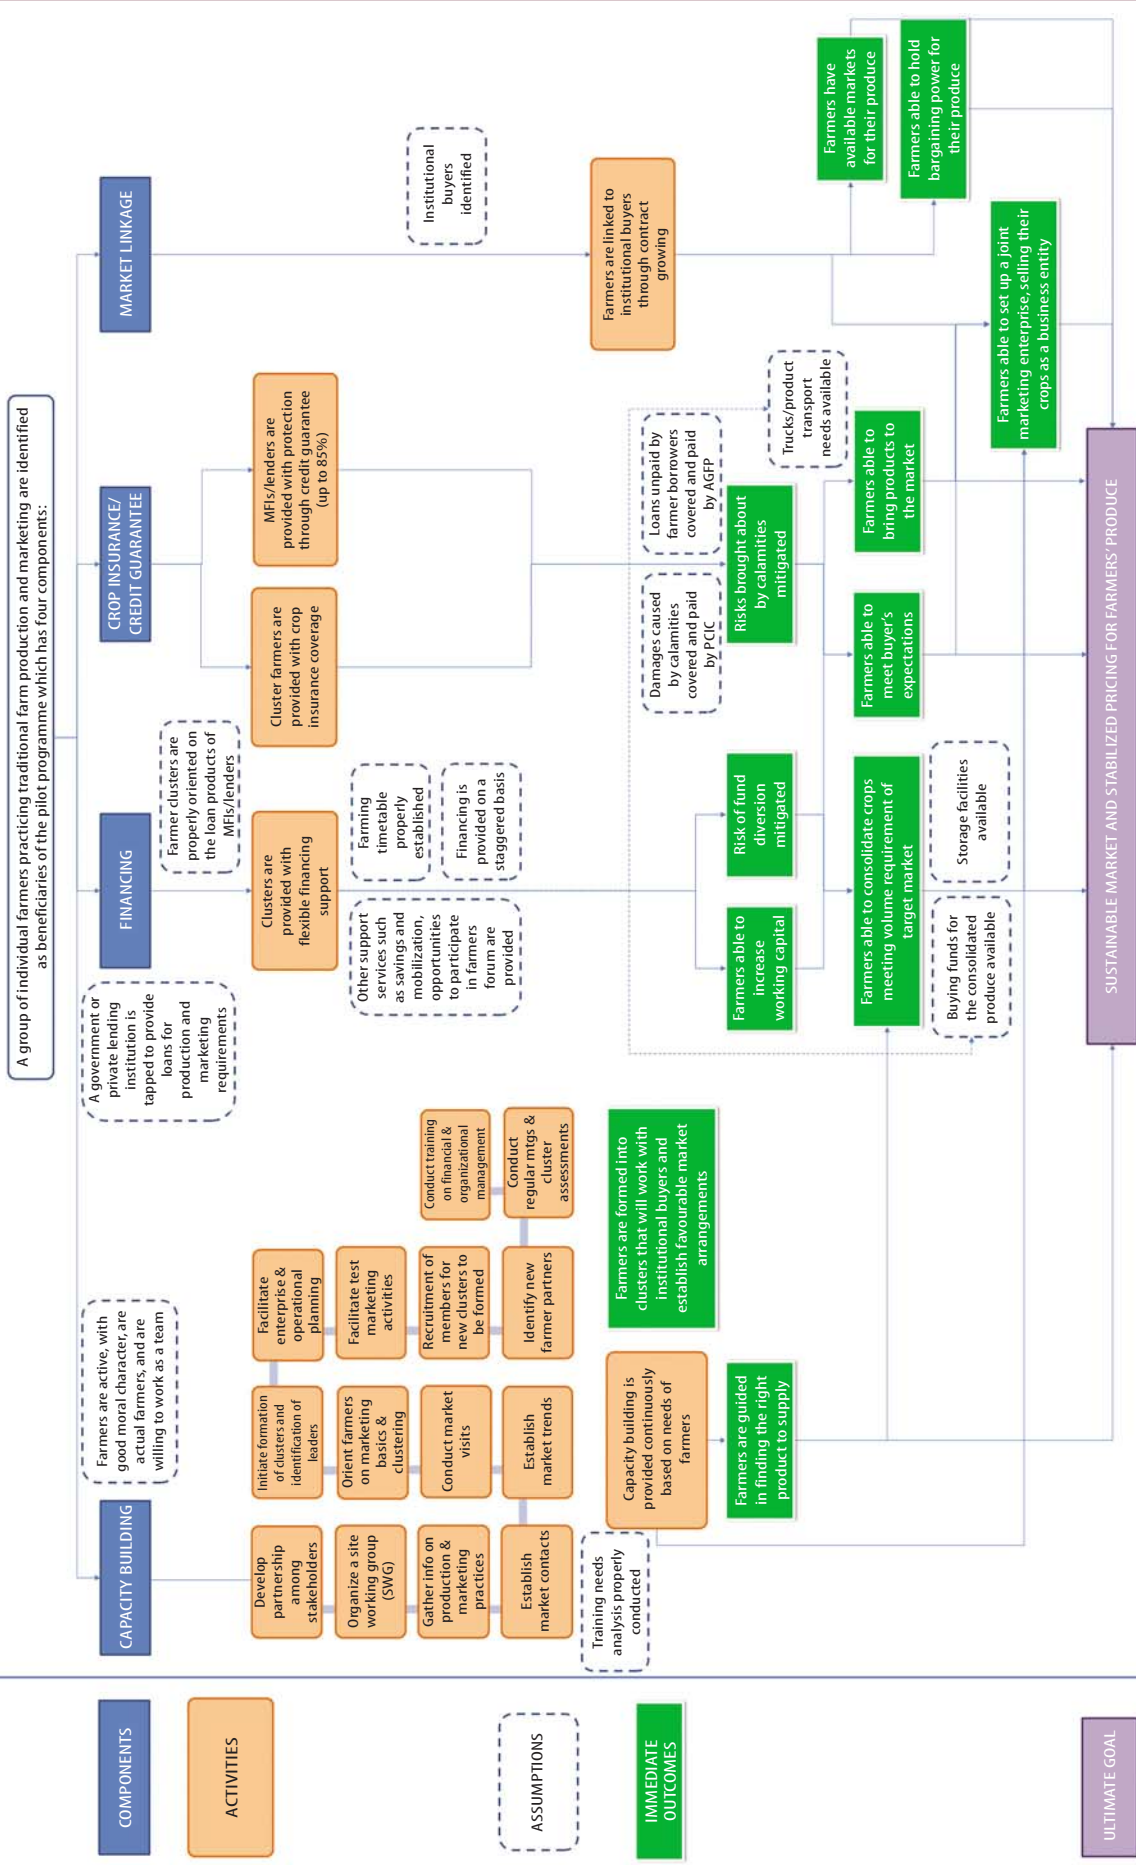 A group of individual farmers practicing traditional farm production and marketing are identified
as beneficiaries of the pilot programme which has four components:
COMPONENTS
CAPACITY BUILDING
FINANCING
CROP INSURANCE/
CREDIT GUARANTEE
MARKET LINKAGE
Farmers are active, with
good moral character, are
actual farmers, and are
willing to work as a team
A government or
private lending
institution is
tapped to provide
loans for
production and
marketing
requirements
Farmer clusters are
properly oriented on
the loan products of
MFIs/lenders
ACTIVITIES
Develop
partnership
among
stakeholders
Initiate formation
of clusters and
identification of
leaders
Facilitate
enterprise &
operational
planning
Clusters are
provided with
flexible financing
support
Cluster farmers are
provided with crop
insurance coverage
MFIs/lenders are
provided with protection
through credit guarantee
(up to 85%)
Organize a site
working group
(SWG)
Orient farmers
on marketing
basics &
clustering
Facilitate test
marketing
activities
Other support
services such
as savings and
mobilization,
opportunities
to participate
in farmers
forum are
provided
Farming
timetable
properly
established
Financing is
provided on a
staggered basis
Institutional
buyers
identified
Gather info on
production &
marketing
practices
Conduct market
visits
Recruitment of
members for
new clusters to
be formed
Conduct training
on financial &
organizational
management
ASSUMPTIONS
Establish
market contacts
Establish
market trends
Identify new
farmer partners
Conduct
regular mtgs &
cluster
assessments
Training needs
analysis properly
conducted
Capacity building is
provided continuously
based on needs of
farmers
Farmers are formed into
clusters that will work with
institutional buyers and
establish favourable market
arrangements
Farmers are linked to
institutional buyers
through contract
growing
IMMEDIATE
OUTCOMES
Damages caused
by calamities
covered and paid
by PCIC
Loans unpaid by
farmer borrowers
covered and paid
by AGFP
Farmers are guided
in finding the right
product to supply
Farmers able to
increase
working capital
Risk of fund
diversion
mitigated
Risks brought about
by calamities
mitigated
Trucks/product
transport
needs available
Farmers have
available markets
for their produce
Farmers able to consolidate crops
meeting volume requirement of
target market
Farmers able to
meet buyer's
expectations
Farmers able to
bring products to
the market
Farmers able to hold
bargaining power for
their produce
Buying funds for
the consolidated
produce available
Storage facilities
available
Farmers able to set up a joint
marketing enterprise, selling their
crops as a business entity
ULTIMATE GOAL
SUSTAINABLE MARKET AND STABILIZED PRICING FOR FARMERS' PRODUCE